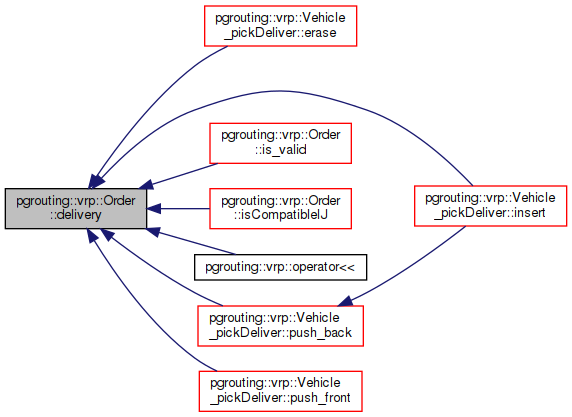 pgrouting::vrp::Vehicle
_pickDeliver::erase
pgrouting::vrp::Order
::is_valid
pgrouting::vrp::Order
::delivery
pgrouting::vrp::Order
::isCompatibleIJ
pgrouting::vrp::Vehicle
_pickDeliver::insert
pgrouting::vrp::operator<<
pgrouting::vrp::Vehicle
_pickDeliver::push_back
pgrouting::vrp::Vehicle
_pickDeliver::push_front